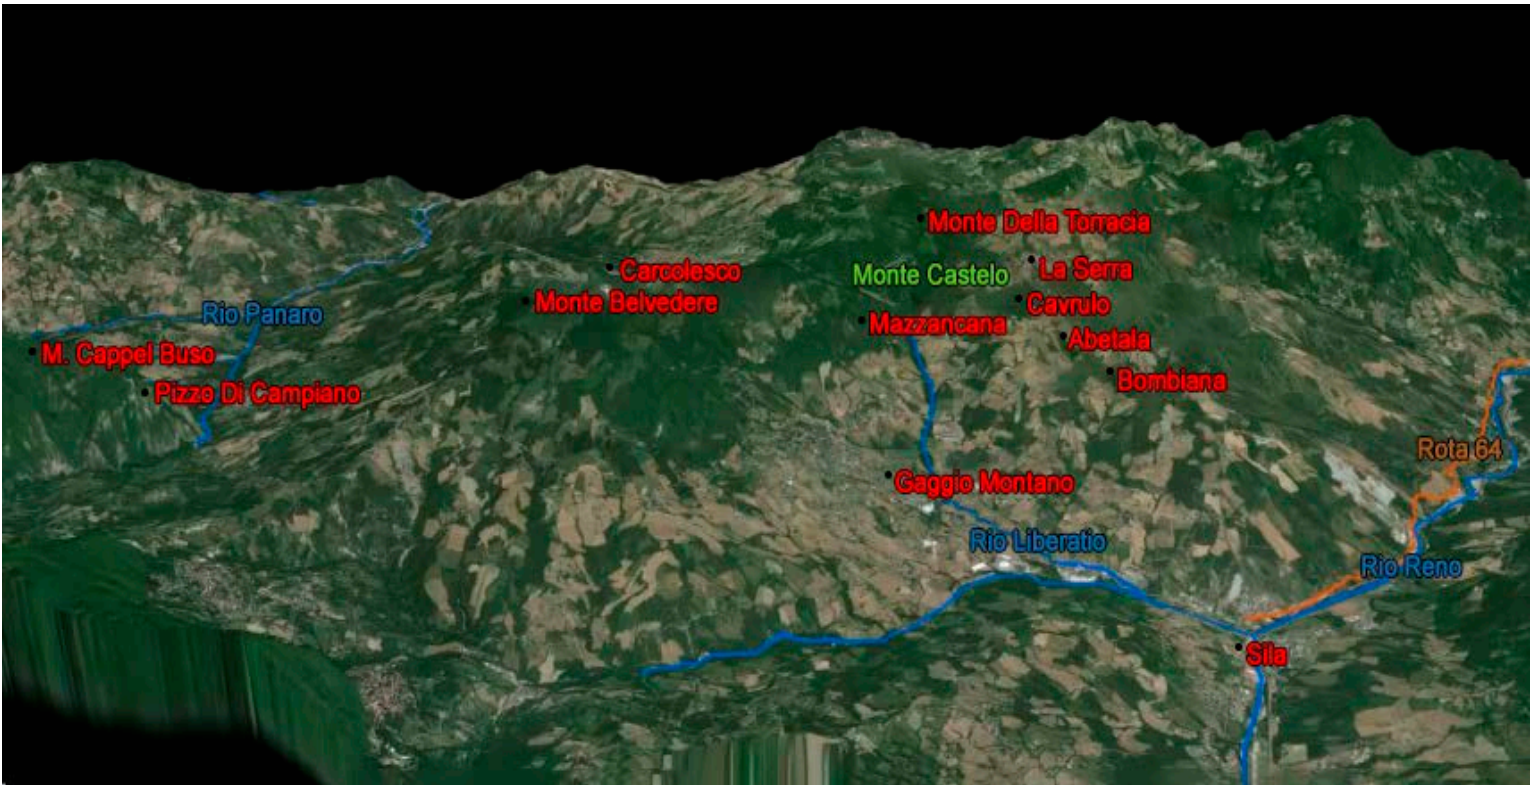 Monte Della Torracia
Carcolesco
Monte Castelo
La Serra
Monte Belvedere
Cavrulo
Rio Panaro
Mazzancana
M. Cappel Buso
Abetala
Pizzo Di Campiano
Bombiana
Rota 64
Gaggio Montano
Rio Liberatio
Rio Reno
Sila